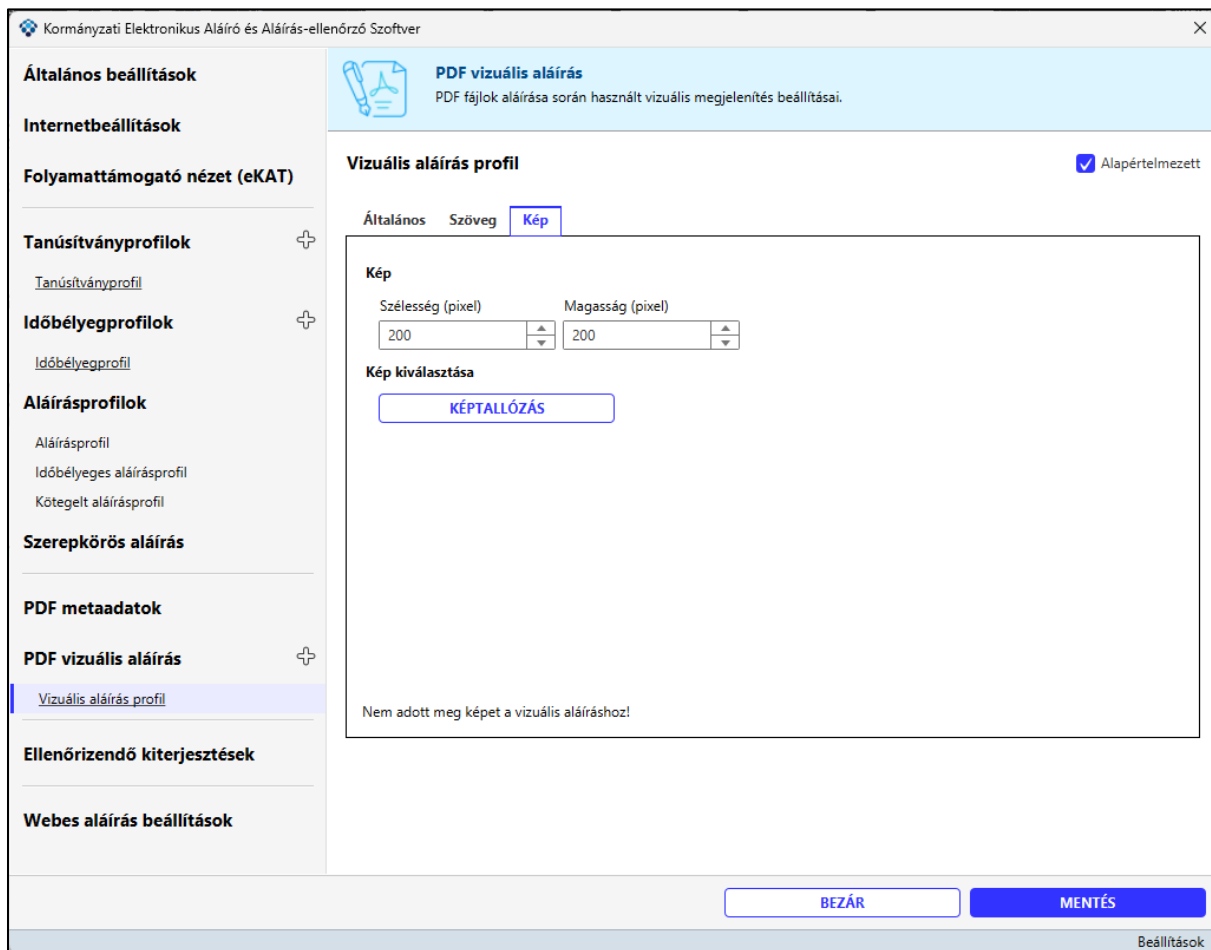 Kormányzati Elektronikus Aláíró és Aláírás-ellenőrző Szoftver
Általános beállítások
Internetbeállítások
Folyamattámogató nézet (eKAT)
Tanúsítványprofilok
Tanúsítványprofil
Időbélyegprofilok
Időbélyegprofil
Aláírásprofilok
Aláírásprofil
Időbélyeges aláírásprofil
Kötegelt aláírásprofil
Szerepkörös aláírás
PDF metaadatok
PDF vizuális aláírás
Vizuális aláírás profil
Ellenőrizendő kiterjesztések
Webes aláírás beállítások
PDF vizuális aláírás
PDF fájlok aláírása során használt vizuális megjelenítés beállításai.
Vizuális aláírás profil
Alapértelmezett
Általános Szöveg Kép
Kép
Szélesség (pixel) Magasság (pixel)
200 200
Kép kiválasztása
KÉPTALLÓZÁS
Nem adott meg képet a vizuális aláíráshoz!
BEZÁR MENTÉS
Beállítások